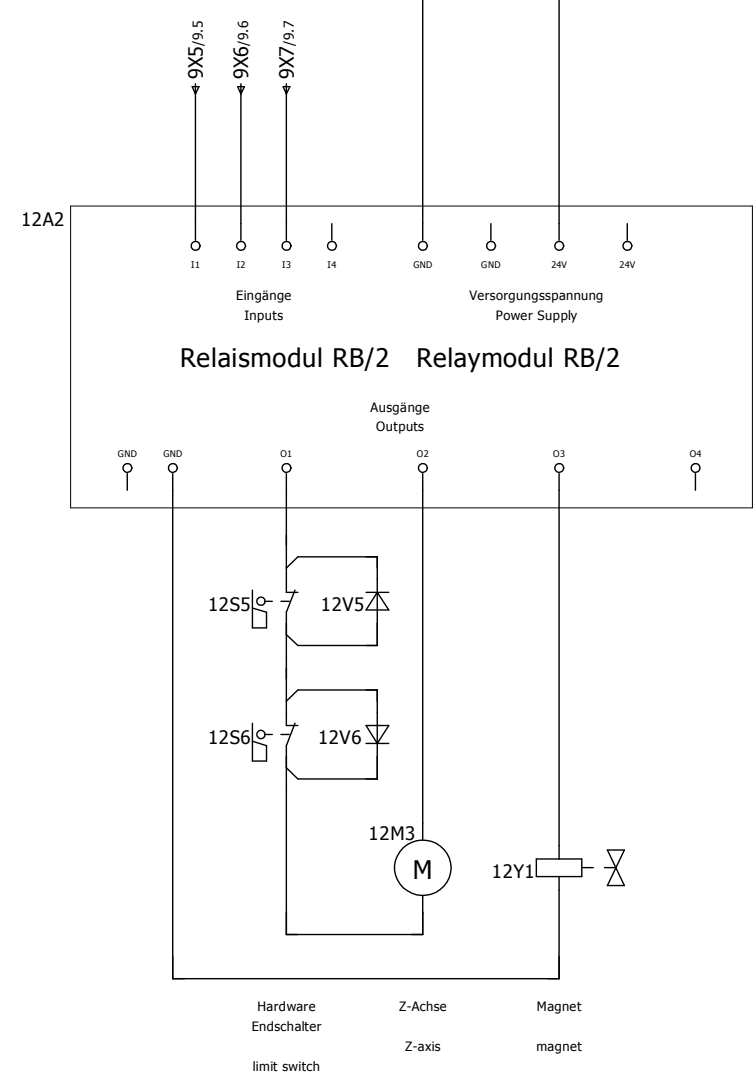 9X5/9.5
9X6/9.6
9X7/9.7
12A2
I1 I2 I3 I4 GND GND 24V 24V
Eingänge Versorgungsspannung
Inputs Power Supply
Relaismodul RB/2 Relaymodul RB/2
Ausgänge
Outputs
GND GND O1 O2 O3 O4
12S5 12V5
12S6 12V6
12M3
M
12Y1
Hardware Z-Achse Magnet
Endschalter
Z-axis magnet
limit switch